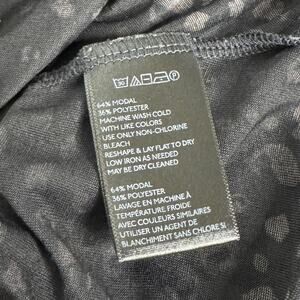 30 P
64% MODAL
36% POLYESTER
MACHINE WASH COLD
WITH LIKE COLORS
USE ONLY NON-CHLORINE
BLEACH
RESHAPE & LAY FLAT TO DRY
LOW IRON AS NEEDED
MAY BE DRY CLEANED
64% MODAL
36% POLYESTER
LAVAGE EN MACHINE À
TEMPÉRATURE FROIDE
AVEC COULEURS SIMILAIRES
UTILISER UN AGENT DE
BLANCHIMENT SANS CHLORE SI